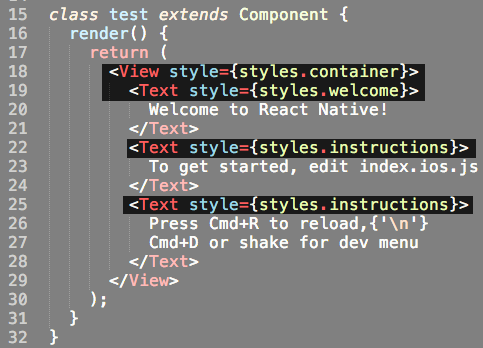 15 class test extends Component {
16   render() {
17     return (
18       <View style={styles.container}>
19         <Text style={styles.welcome}>
20           Welcome to React Native!
21         </Text>
22         <Text style={styles.instructions}>
23           To get started, edit index.ios.js
24         </Text>
25         <Text style={styles.instructions}>
26           Press Cmd+R to reload,{'\n'}
27           Cmd+D or shake for dev menu
28         </Text>
29       </View>
30     );
31   }
32 }